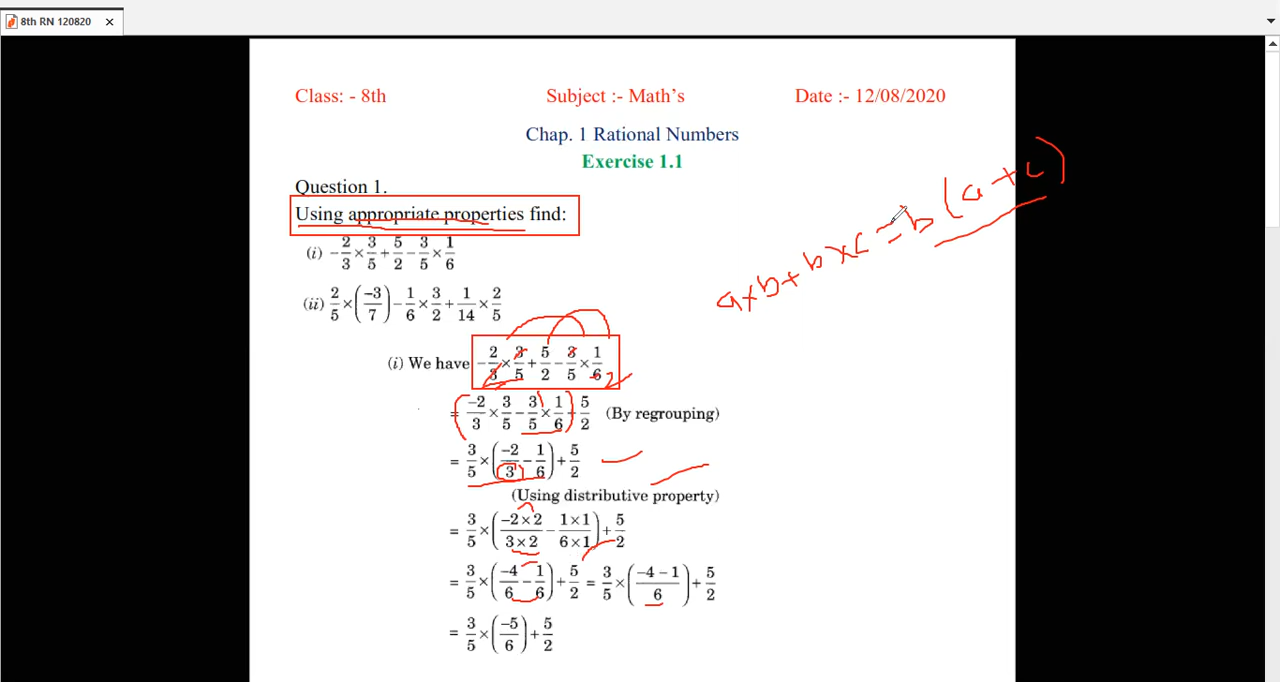 8th RN 120820
Class: - 8th Subject :- Math's Date :- 12/08/2020
Chap. 1 Rational Numbers
Exercise 1.1
Question 1.
Using appropriate properties find:
(i) -2/3 × 3/5 + 5/2 - 3/5 × 1/6
(ii) 2/5 × (-3/7) - 1/6 × 3/2 + 1/14 × 2/5
a×b+b×c=b(a+c)
(i) We have -2/3 × 3/5 + 5/2 - 3/5 × 1/6
2
= (-2/3 × 3/5 - 3/5 × 1/6) + 5/2 (By regrouping)
= 3/5 × (-2/3 - 1/6) + 5/2
(Using distributive property)
= 3/5 × (-2×2/3×2 - 1×1/6×1) + 5/2
= 3/5 × (-4/6 - 1/6) + 5/2 = 3/5 × (-4-1/6) + 5/2
= 3/5 × (-5/6) + 5/2